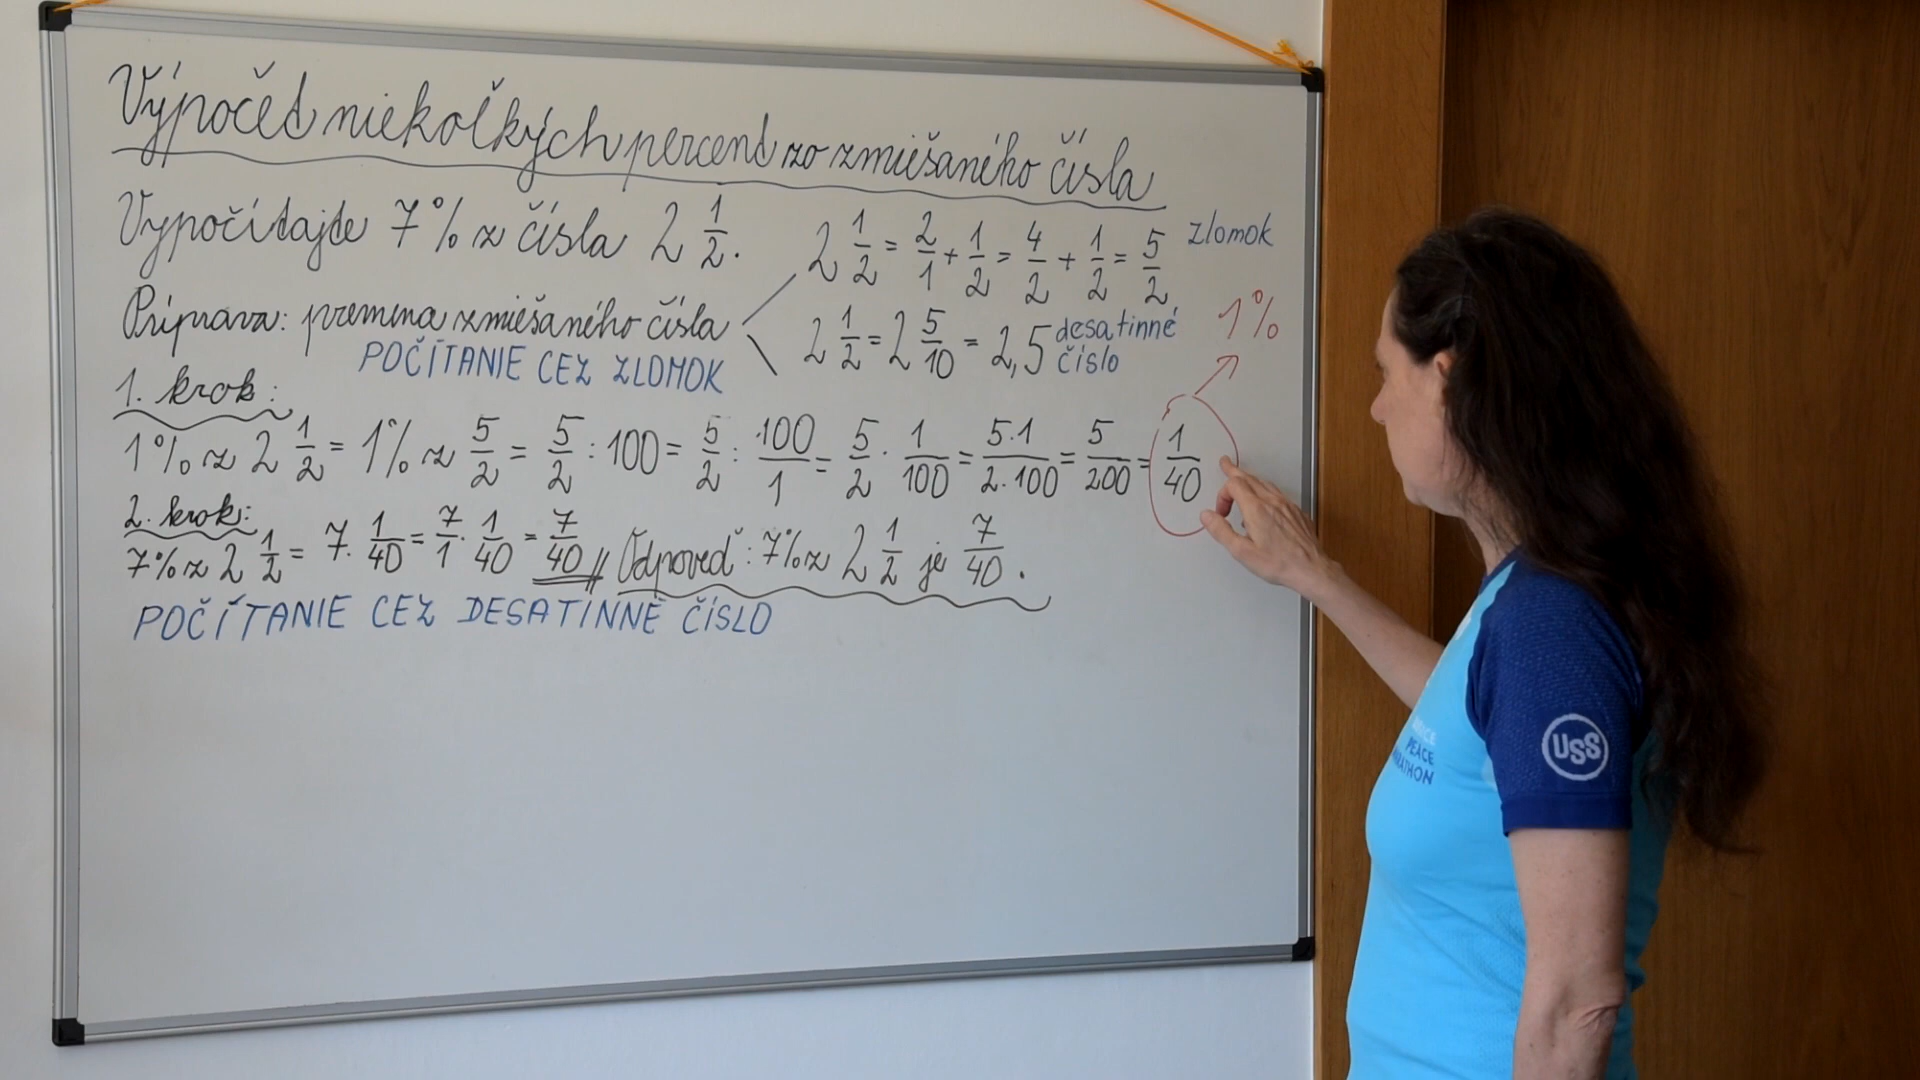 Výpočet niekoľkých percent zo zmiešaného čísla
Vypočítajte 7% z čísla 2 1/2.
2 1/2 = 2/1 + 1/2 = 4/2 + 1/2 = 5/2 zlomok
Príprava: premena zmiešaného čísla
2 1/2 = 2 5/10 = 2,5 desatinné číslo
1%
POČÍTANIE CEZ ZLOMOK
1. krok:
1% z 2 1/2 = 1% z 5/2 = 5/2 : 100 = 5/2 : 100/1 = 5/2 · 1/100 = 5.1/2.100 = 5/200 = 1/40
2. krok:
7% z 2 1/2 = 7. 1/40 = 7/1 · 1/40 = 7/40 // Odpoveď: 7% z 2 1/2 je 7/40.
POČÍTANIE CEZ DESATINNÉ ČÍSLO
USS
PEACE